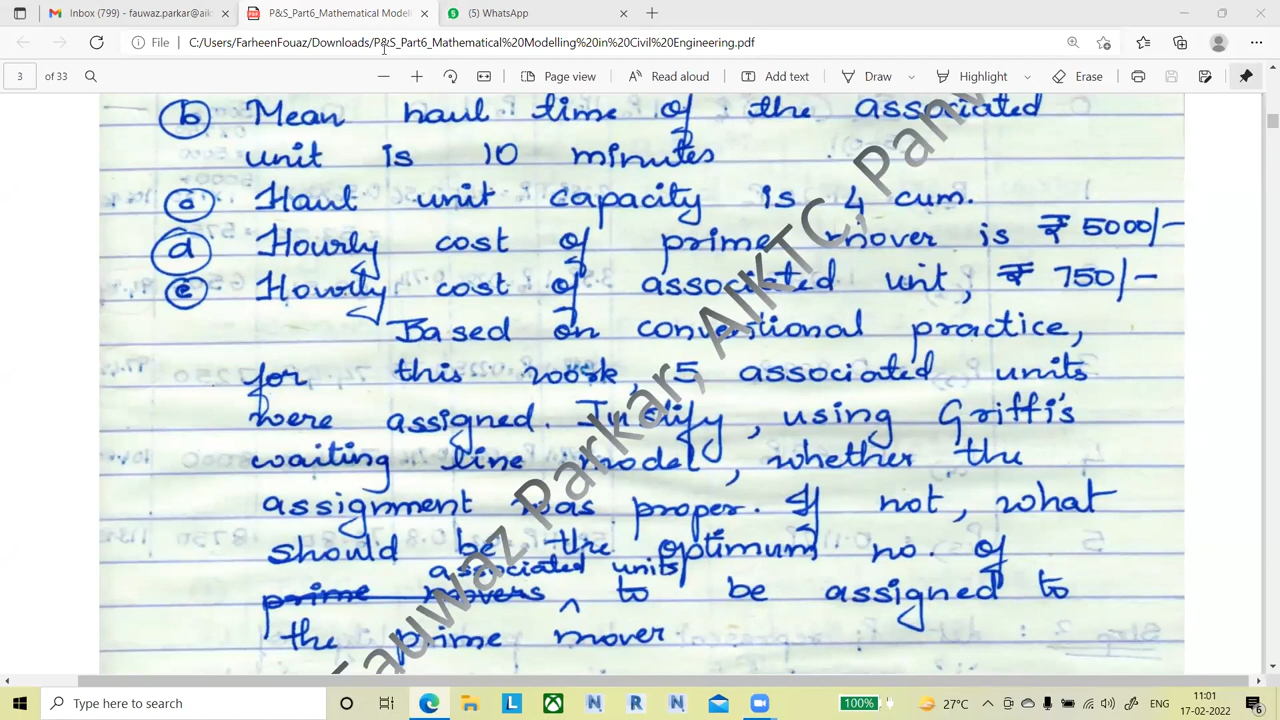 Inbox (799) - fauwaz.parkar@aik
P&S_Part6_Mathematical Model
(5) WhatsApp
File
C:/Users/FarheenFouaz/Downloads/P&S_Part6_Mathematical%20Modelling%20in%20Civil%20Engineering.pdf
3 of 33
Page view
Read aloud
Add text
Draw
Highlight
Erase
b Mean haul time of the associated
unit is 10 minutes
Haul unit capacity is 4 cum.
d Hourly cost of prime mover is ₹ 5000/-
e Hourly cost of associated unit, ₹ 750/-
Based on conventional practice,
for this work, 5 associated units
were assigned. Justify, using Griffi's
waiting line model, whether the
assignment was proper. If not, what
should be the optimum no. of
associated units
prime movers ^ to be assigned to
the prime mover
Fauwaz Parkar, AIKTC, Panv
Type here to search
100%
27°C
ENG
11:01
17-02-2022
6